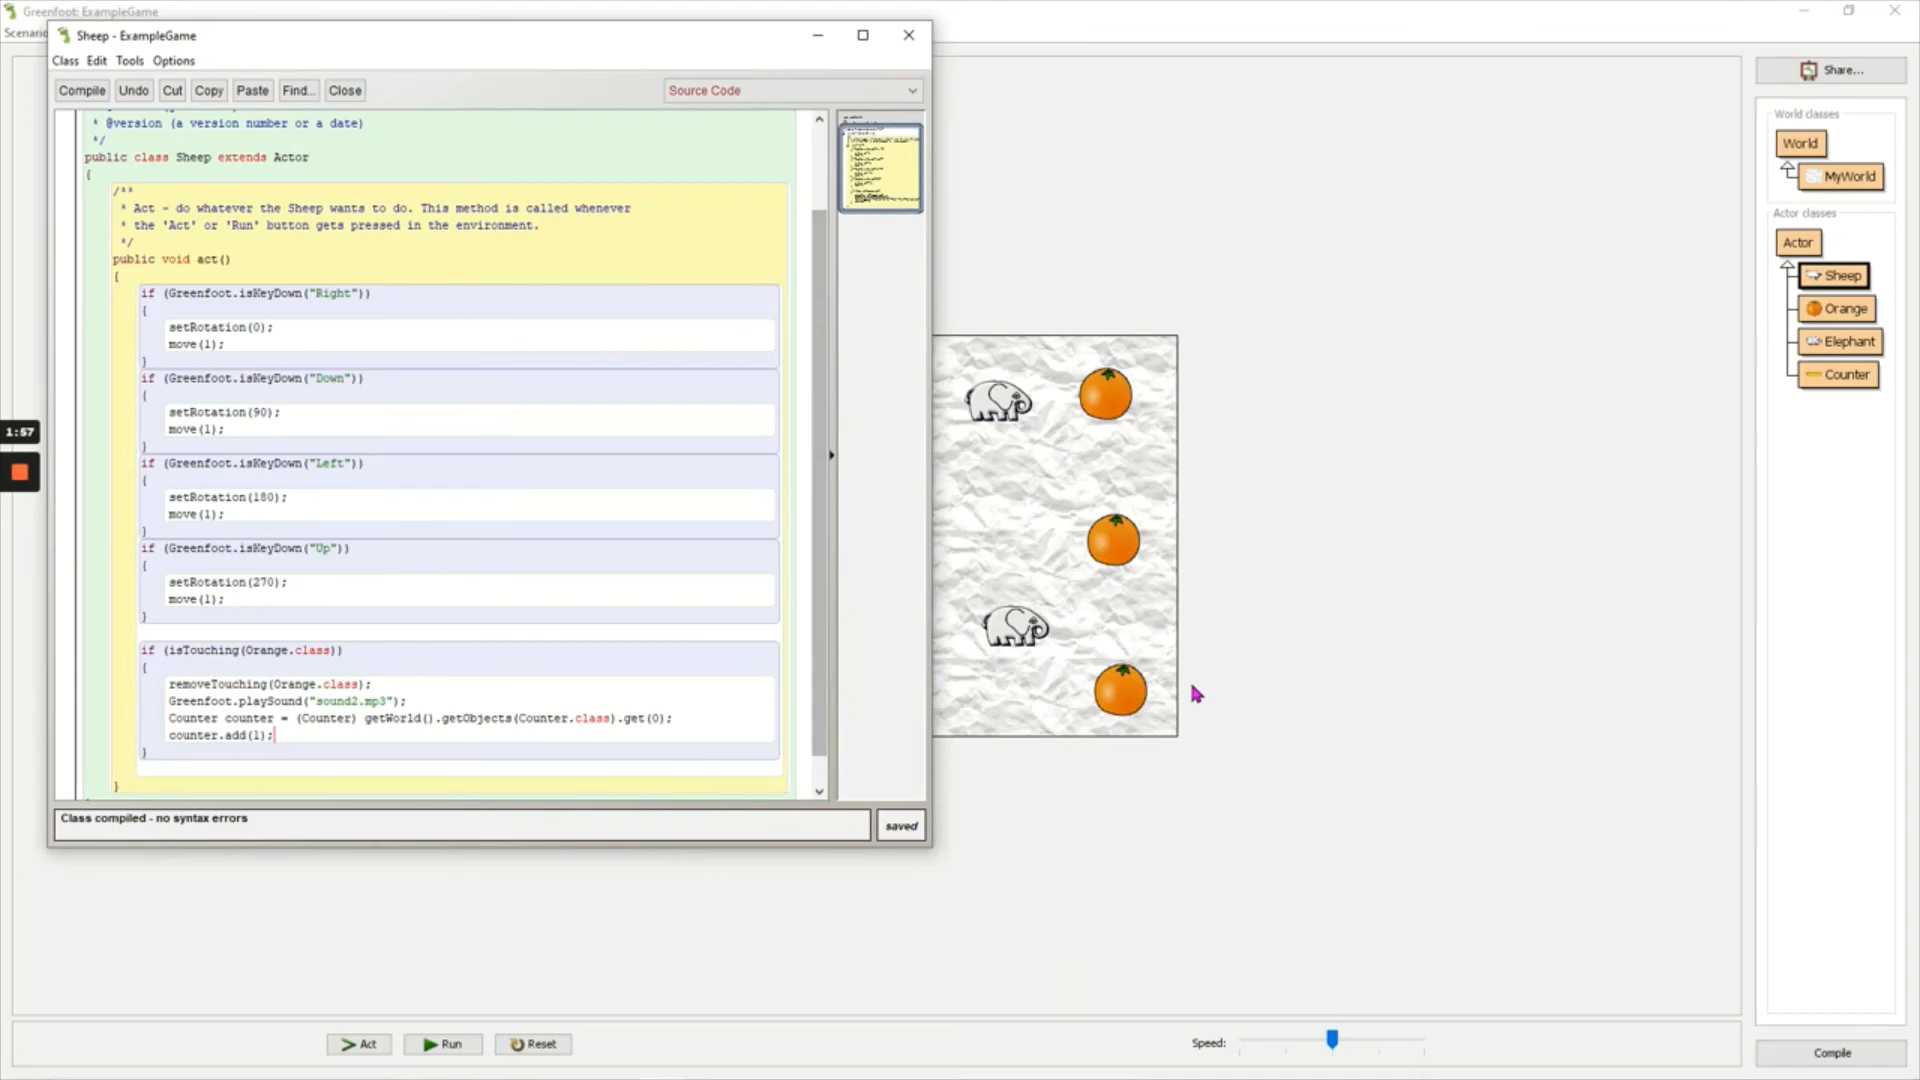 Greenfoot: ExampleGame
Scenario
Sheep - ExampleGame
Class Edit Tools Options
Compile Undo Cut Copy Paste Find... Close Source Code
* @version (a version number or a date)
*/
public class Sheep extends Actor
{
/**
* Act - do whatever the Sheep wants to do. This method is called whenever
* the 'Act' or 'Run' button gets pressed in the environment.
*/
public void act()
{
if (Greenfoot.isKeyDown("Right"))
{
setRotation(0);
move(1);
}
if (Greenfoot.isKeyDown("Down"))
{
setRotation(90);
move(1);
}
if (Greenfoot.isKeyDown("Left"))
{
setRotation(180);
move(1);
}
if (Greenfoot.isKeyDown("Up"))
{
setRotation(270);
move(1);
}
if (isTouching(Orange.class))
{
removeTouching(Orange.class);
Greenfoot.playSound("sound2.mp3");
Counter counter = (Counter) getWorld().getObjects(Counter.class).get(0);
counter.add(1);
}
}
Class compiled - no syntax errors
saved
1:57
Share...
World classes
World
MyWorld
Actor classes
Actor
Sheep
Orange
Elephant
Counter
Act Run Reset Speed: Compile